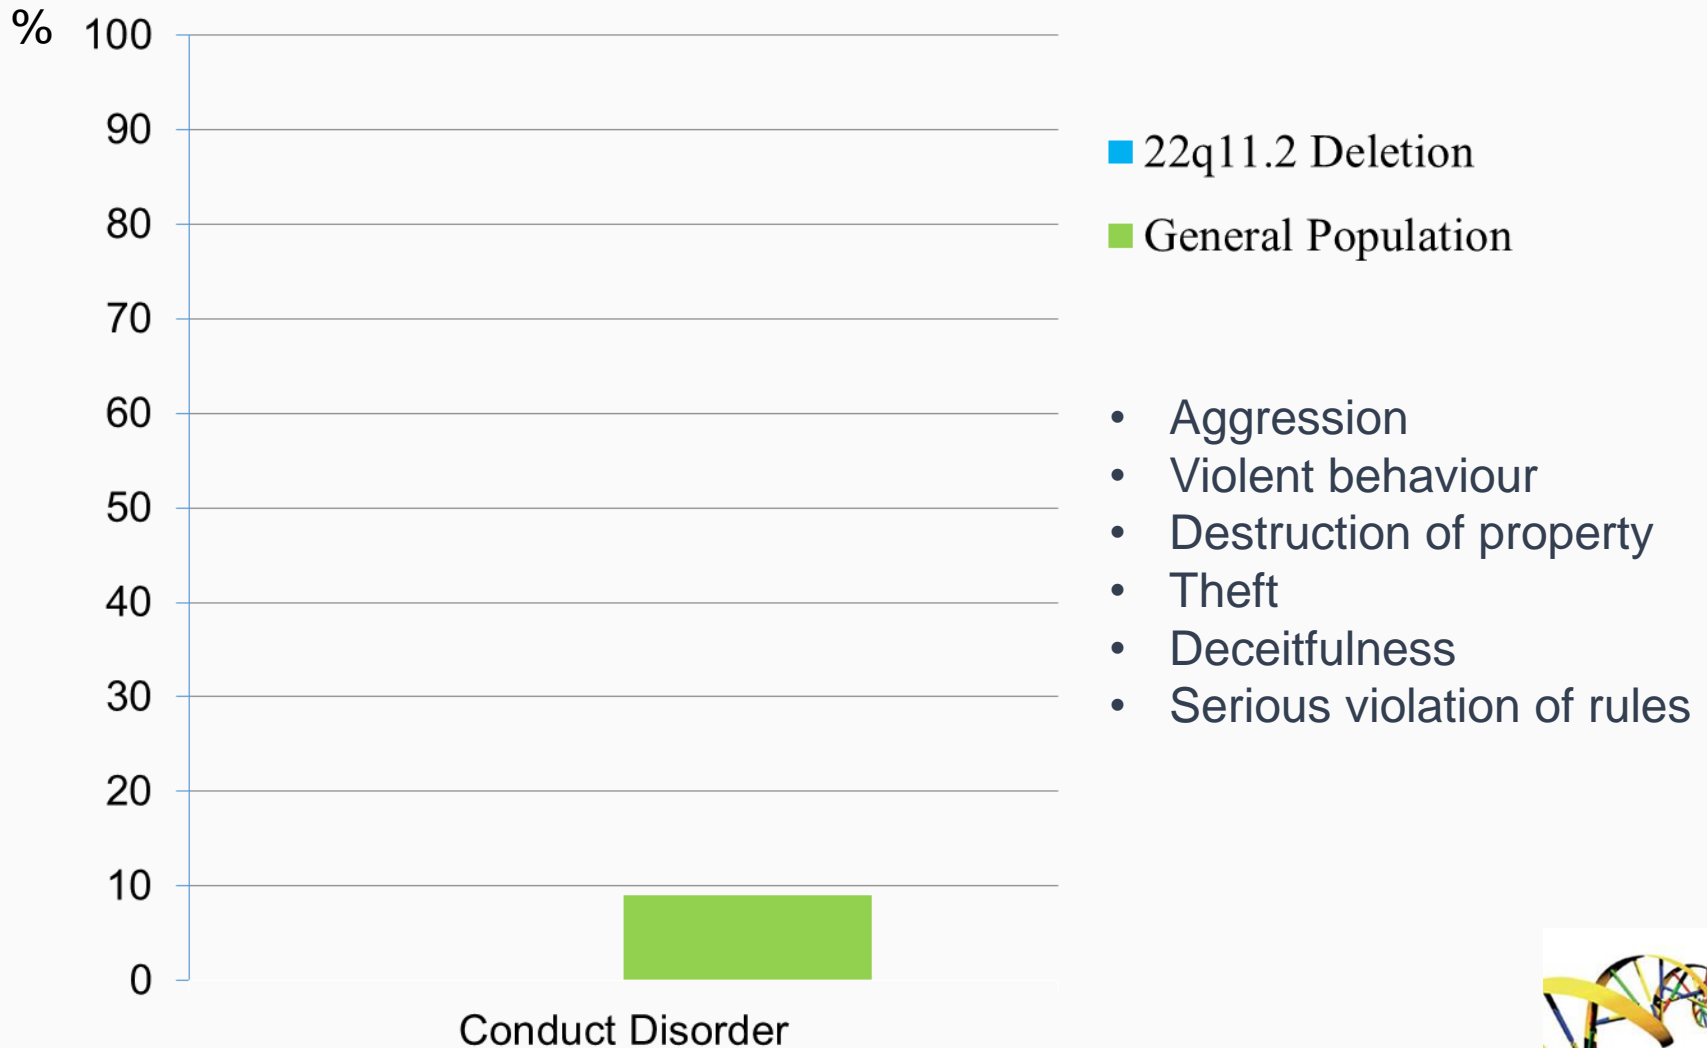 %
100
90
80
70
60
50
40
30
20
10
0
Conduct Disorder
22q11.2 Deletion
General Population
• Aggression
• Violent behaviour
• Destruction of property
• Theft
• Deceitfulness
• Serious violation of rules